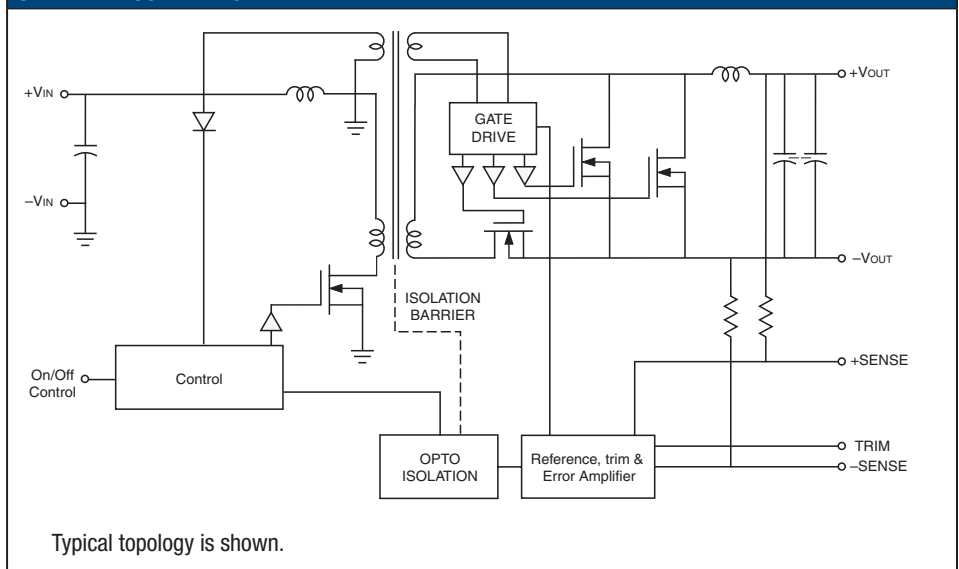 +VIN
–VIN
GATE
DRIVE
+VOUT
–VOUT
ISOLATION
BARRIER
On/Off
Control
Control
+SENSE
OPTO
ISOLATION
Reference, trim &
Error Amplifier
TRIM
–SENSE
Typical topology is shown.